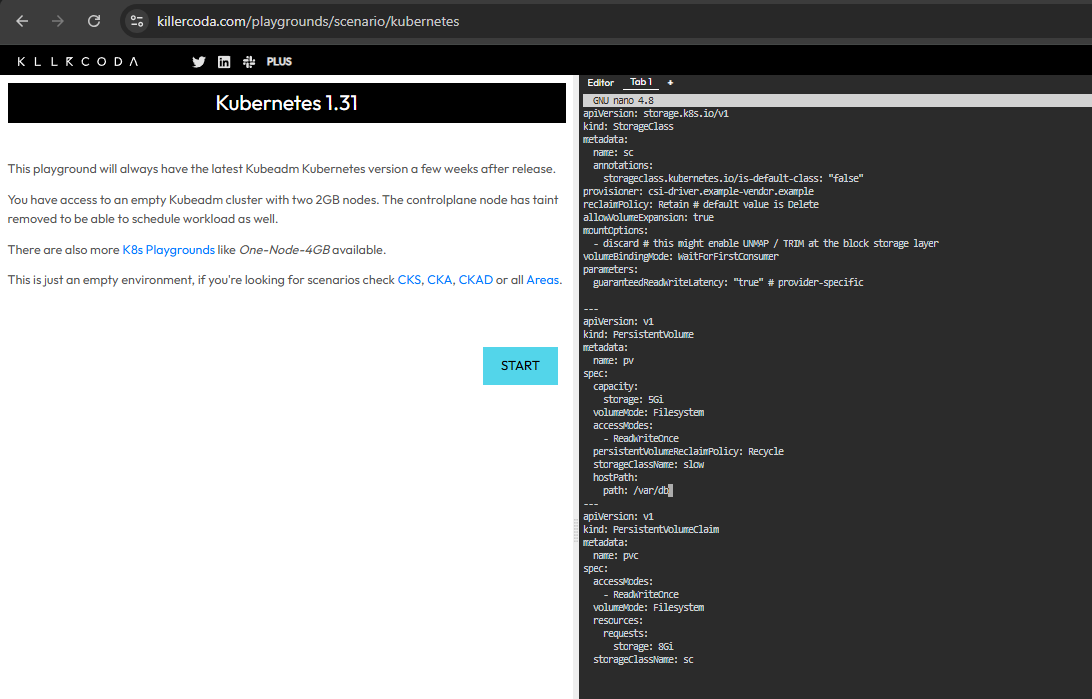 killercoda.com/playgrounds/scenario/kubernetes
KLLRCODA
PLUS
Kubernetes 1.31
This playground will always have the latest Kubeadm Kubernetes version a few weeks after release.
You have access to an empty Kubeadm cluster with two 2GB nodes. The controlplane node has taint
removed to be able to schedule workload as well.
There are also more K8s Playgrounds like One-Node-4GB available.
This is just an empty environment, if you're looking for scenarios check CKS, CKA, CKAD or all Areas.
START
Editor Tab 1 +
GNU nano 4.8
apiVersion: storage.k8s.io/v1
kind: StorageClass
metadata:
  name: sc
  annotations:
    storageclass.kubernetes.io/is-default-class: "false"
provisioner: csi-driver.example-vendor.example
reclaimPolicy: Retain # default value is Delete
allowVolumeExpansion: true
mountOptions:
  - discard # this might enable UNMAP / TRIM at the block storage layer
volumeBindingMode: WaitForFirstConsumer
parameters:
  guaranteedReadWriteLatency: "true" # provider-specific
---
apiVersion: v1
kind: PersistentVolume
metadata:
  name: pv
spec:
  capacity:
    storage: 5Gi
  volumeMode: Filesystem
  accessModes:
    - ReadWriteOnce
  persistentVolumeReclaimPolicy: Recycle
  storageClassName: slow
  hostPath:
    path: /var/db
---
apiVersion: v1
kind: PersistentVolumeClaim
metadata:
  name: pvc
spec:
  accessModes:
    - ReadWriteOnce
  volumeMode: Filesystem
  resources:
    requests:
      storage: 8Gi
  storageClassName: sc